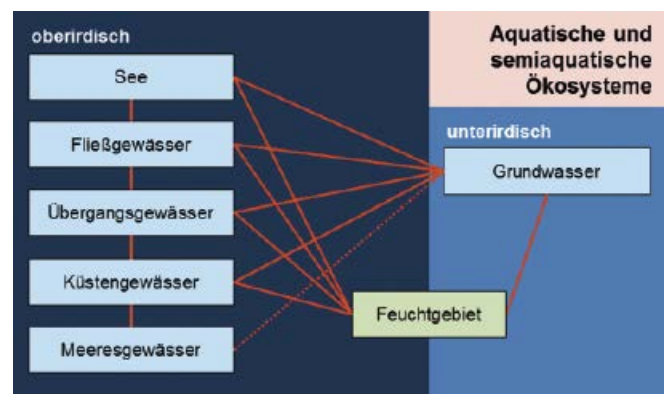 oberirdisch
See
Fließgewässer
Übergangsgewässer
Küstengewässer
Meeresgewässer
Aquatische und
semiaquatische
Ökosysteme
unterirdisch
Grundwasser
Feuchtgebiet